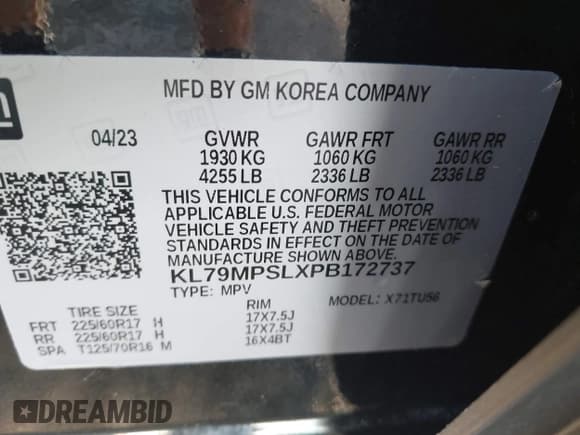 gm
MFD BY GM KOREA COMPANY
04/23 GVWR GAWR FRT GAWR RR
1930 KG 1060 KG 1060 KG
4255 LB 2336 LB 2336 LB
THIS VEHICLE CONFORMS TO ALL
APPLICABLE U.S. FEDERAL MOTOR
VEHICLE SAFETY AND THEFT PREVENTION
STANDARDS IN EFFECT ON THE DATE OF
MANUFACTURE SHOWN ABOVE.
KL79MPSLXPB172737
TYPE: MPV MODEL: X71TU56
TIRE SIZE RIM
FRT 225/60R17 H 17X7.5J
RR 225/60R17 H 17X7.5J
SPA T125/70R16 M 16X4BT
DREAMBID